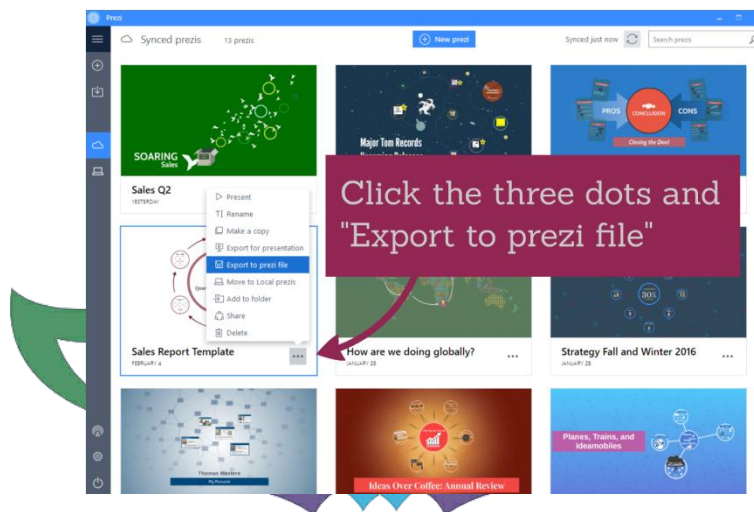 Prezi
Synced prezis 13 prezis
New prezi
Synced just now
Search prezis
SOARING
Sales
Major Tom Records
PROS
CONCLUSION
CONS
Closing the Deal
Sales Q2
YESTERDAY
Present
Rename
Make a copy
Export for presentation
Export to prezi file
Move to Local prezis
Add to folder
Share
Delete
Click the three dots and
"Export to prezi file"
30%
Sales Report Template
FEBRUARY 4
How are we doing globally?
JANUARY 28
Strategy Fall and Winter 2016
JANUARY 28
Thomas Masters
My Personal
Ideas Over Coffee: Annual Review
Planes, Trains, and
Ideamobiles